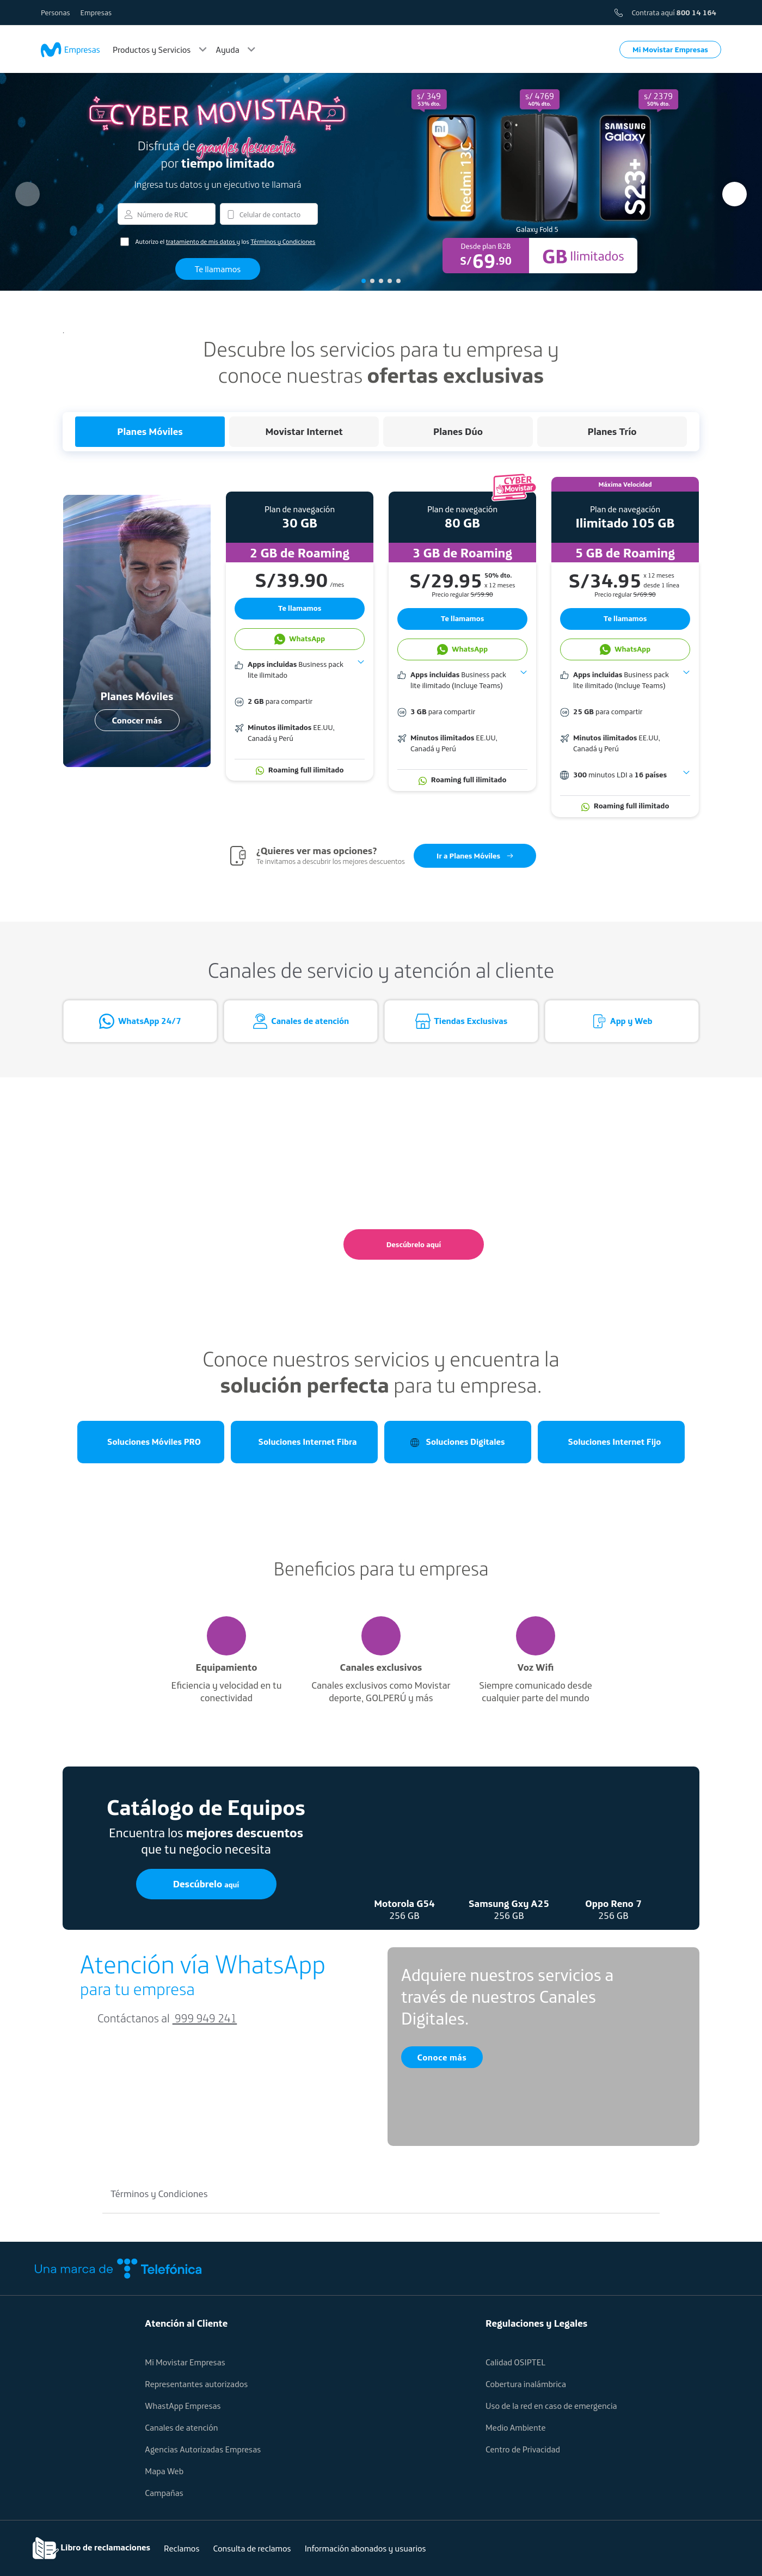 Personas Empresas Contrata aquí 800 14 164
Empresas Productos y Servicios Ayuda Mi Movistar Empresas
CYBER MOVISTAR
Disfruta de grandes descuentos
por tiempo limitado
Ingresa tus datos y un ejecutivo te llamará
Número de RUC Celular de contacto
Autorizo el tratamiento de mis datos y los Términos y Condiciones
Te llamamos
s/ 349
53% dto.
s/ 4769
40% dto.
s/ 2379
50% dto.
Redmi 13C
SAMSUNG
Galaxy
S23+
Galaxy Fold 5
Desde plan B2B
S/69.90
GB Ilimitados
Descubre los servicios para tu empresa y
conoce nuestras ofertas exclusivas
Planes Móviles Movistar Internet Planes Dúo Planes Trío
Planes Móviles
Conocer más
Plan de navegación
30 GB
2 GB de Roaming
S/39.90 /mes
Te llamamos
WhatsApp
Apps incluidas Business pack
lite ilimitado
2 GB para compartir
Minutos ilimitados EE.UU,
Canadá y Perú
Roaming full ilimitado
CYBER
Movistar
Plan de navegación
80 GB
3 GB de Roaming
S/29.95 50% dto.
x 12 meses
Precio regular S/59.90
Te llamamos
WhatsApp
Apps incluidas Business pack
lite ilimitado (Incluye Teams)
3 GB para compartir
Minutos ilimitados EE.UU,
Canadá y Perú
Roaming full ilimitado
Máxima Velocidad
Plan de navegación
Ilimitado 105 GB
5 GB de Roaming
S/34.95 x 12 meses
desde 1 línea
Precio regular S/69.90
Te llamamos
WhatsApp
Apps incluidas Business pack
lite ilimitado (Incluye Teams)
25 GB para compartir
Minutos ilimitados EE.UU,
Canadá y Perú
300 minutos LDI a 16 países
Roaming full ilimitado
¿Quieres ver mas opciones?
Te invitamos a descubrir los mejores descuentos
Ir a Planes Móviles
Canales de servicio y atención al cliente
WhatsApp 24/7 Canales de atención Tiendas Exclusivas App y Web
Descúbrelo aquí
Conoce nuestros servicios y encuentra la
solución perfecta para tu empresa.
Soluciones Móviles PRO Soluciones Internet Fibra Soluciones Digitales Soluciones Internet Fijo
Beneficios para tu empresa
Equipamiento
Eficiencia y velocidad en tu
conectividad
Canales exclusivos
Canales exclusivos como Movistar
deporte, GOLPERÚ y más
Voz Wifi
Siempre comunicado desde
cualquier parte del mundo
Catálogo de Equipos
Encuentra los mejores descuentos
que tu negocio necesita
Descúbrelo aquí
Motorola G54
256 GB
Samsung Gxy A25
256 GB
Oppo Reno 7
256 GB
Atención vía WhatsApp
para tu empresa
Contáctanos al 999 949 241
Adquiere nuestros servicios a
través de nuestros Canales
Digitales.
Conoce más
Términos y Condiciones
Una marca de Telefónica
Atención al Cliente
Mi Movistar Empresas
Representantes autorizados
WhastApp Empresas
Canales de atención
Agencias Autorizadas Empresas
Mapa Web
Campañas
Regulaciones y Legales
Calidad OSIPTEL
Cobertura inalámbrica
Uso de la red en caso de emergencia
Medio Ambiente
Centro de Privacidad
Libro de reclamaciones Reclamos Consulta de reclamos Información abonados y usuarios